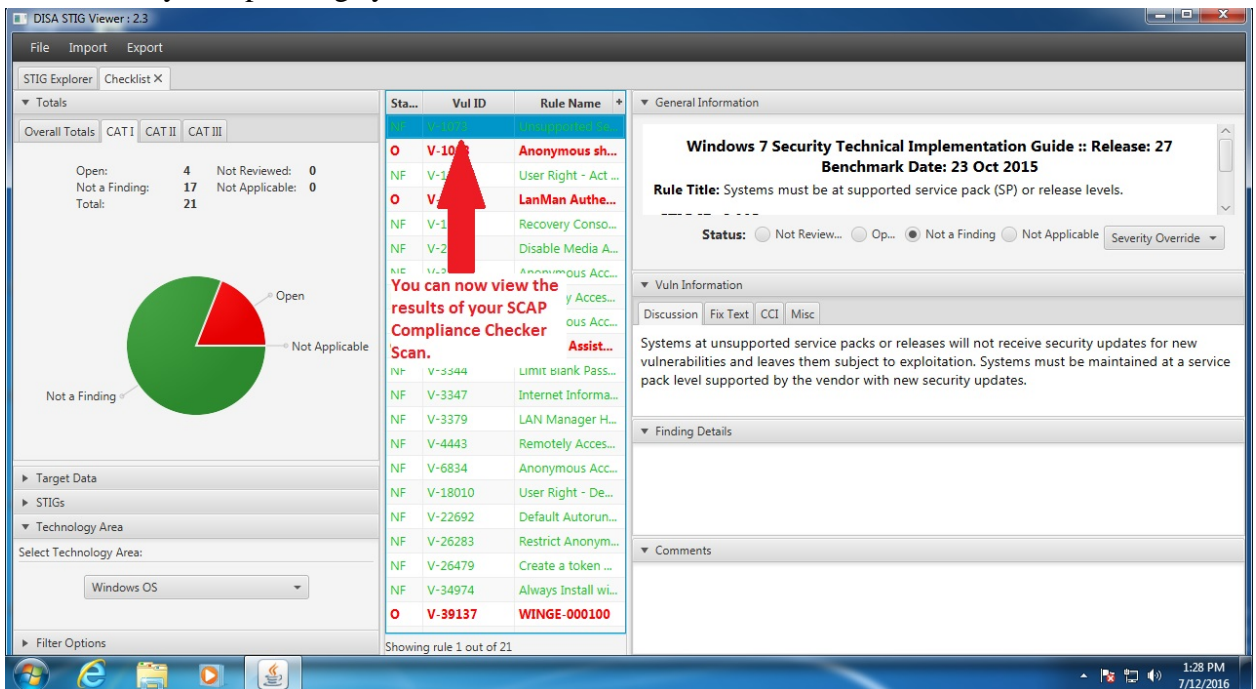 DISA STIG Viewer : 2.3
File Import Export
STIG Explorer Checklist X
Totals
Overall Totals CAT I CAT II CAT III
Open: 4 Not Reviewed: 0
Not a Finding: 17 Not Applicable: 0
Total: 21
Open
Not Applicable
Not a Finding
Target Data
STIGs
Technology Area
Select Technology Area:
Windows OS
Filter Options
Sta... Vul ID Rule Name +
NF V-1073 Unsupported Se...
O Anonymous sh...
NF User Right - Act ...
O LanMan Authe...
NF Recovery Conso...
NF Disable Media A...
Anonymous Acc...
y Acces...
ous Acc...
Assist...
You can now view the
results of your SCAP
Compliance Checker
Scan.
NF V-3344 Limit Blank Pass...
NF V-3347 Internet Informa...
NF V-3379 LAN Manager H...
NF V-4443 Remotely Acces...
NF V-6834 Anonymous Acc...
NF V-18010 User Right - De...
NF V-22692 Default Autorun...
NF V-26283 Restrict Anonym...
NF V-26479 Create a token ...
NF V-34974 Always Install wi...
O V-39137 WINGE-000100
Showing rule 1 out of 21
General Information
Windows 7 Security Technical Implementation Guide :: Release: 27
Benchmark Date: 23 Oct 2015
Rule Title: Systems must be at supported service pack (SP) or release levels.
Status: Not Review... Op... Not a Finding Not Applicable Severity Override
Vuln Information
Discussion Fix Text CCI Misc
Systems at unsupported service packs or releases will not receive security updates for new
vulnerabilities and leaves them subject to exploitation. Systems must be maintained at a service
pack level supported by the vendor with new security updates.
Finding Details
Comments
1:28 PM
7/12/2016